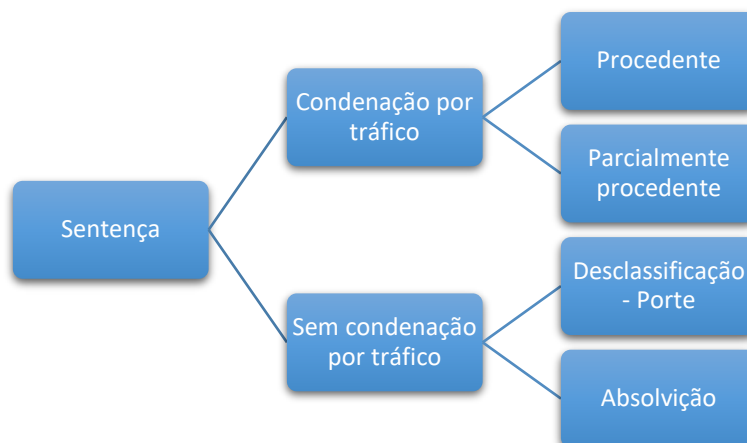 Sentença
Condenação por
tráfico
Procedente
Parcialmente
procedente
Sem condenação
por tráfico
Desclassificação
- Porte
Absolvição